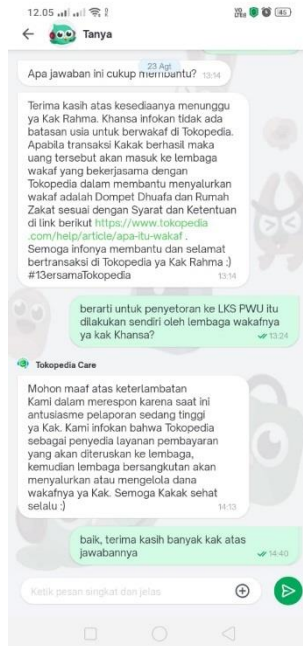 12.05
45
Tanya
23 Agt
Apa jawaban ini cukup membantu? 13:14
Terima kasih atas kesediaanya menunggu
ya Kak Rahma. Khansa infokan tidak ada
batasan usia untuk berwakaf di Tokopedia.
Apabila transaksi Kakak berhasil maka
uang tersebut akan masuk ke lembaga
wakaf yang bekerjasama dengan
Tokopedia dalam membantu menyalurkan
wakaf adalah Dompet Dhuafa dan Rumah
Zakat sesuai dengan Syarat dan Ketentuan
di link berikut https://www.tokopedia
.com/help/article/apa-itu-wakaf .
Semoga infonya membantu dan selamat
bertransaksi di Tokopedia ya Kak Rahma :)
#13ersamaTokopedia 13:14
berarti untuk penyetoran ke LKS PWU itu
dilakukan sendiri oleh lembaga wakafnya
ya kak Khansa? 13:24
Tokopedia Care
Mohon maaf atas keterlambatan
Kami dalam merespon karena saat ini
antusiasme pelaporan sedang tinggi
ya Kak. Kami infokan bahwa Tokopedia
sebagai penyedia layanan pembayaran
yang akan diteruskan ke lembaga,
kemudian lembaga bersangkutan akan
menyalurkan atau mengelola dana
wakafnya ya Kak. Semoga Kakak sehat
selalu :) 14:13
baik, terima kasih banyak kak atas
jawabannya 14:40
Ketik pesan singkat dan jelas